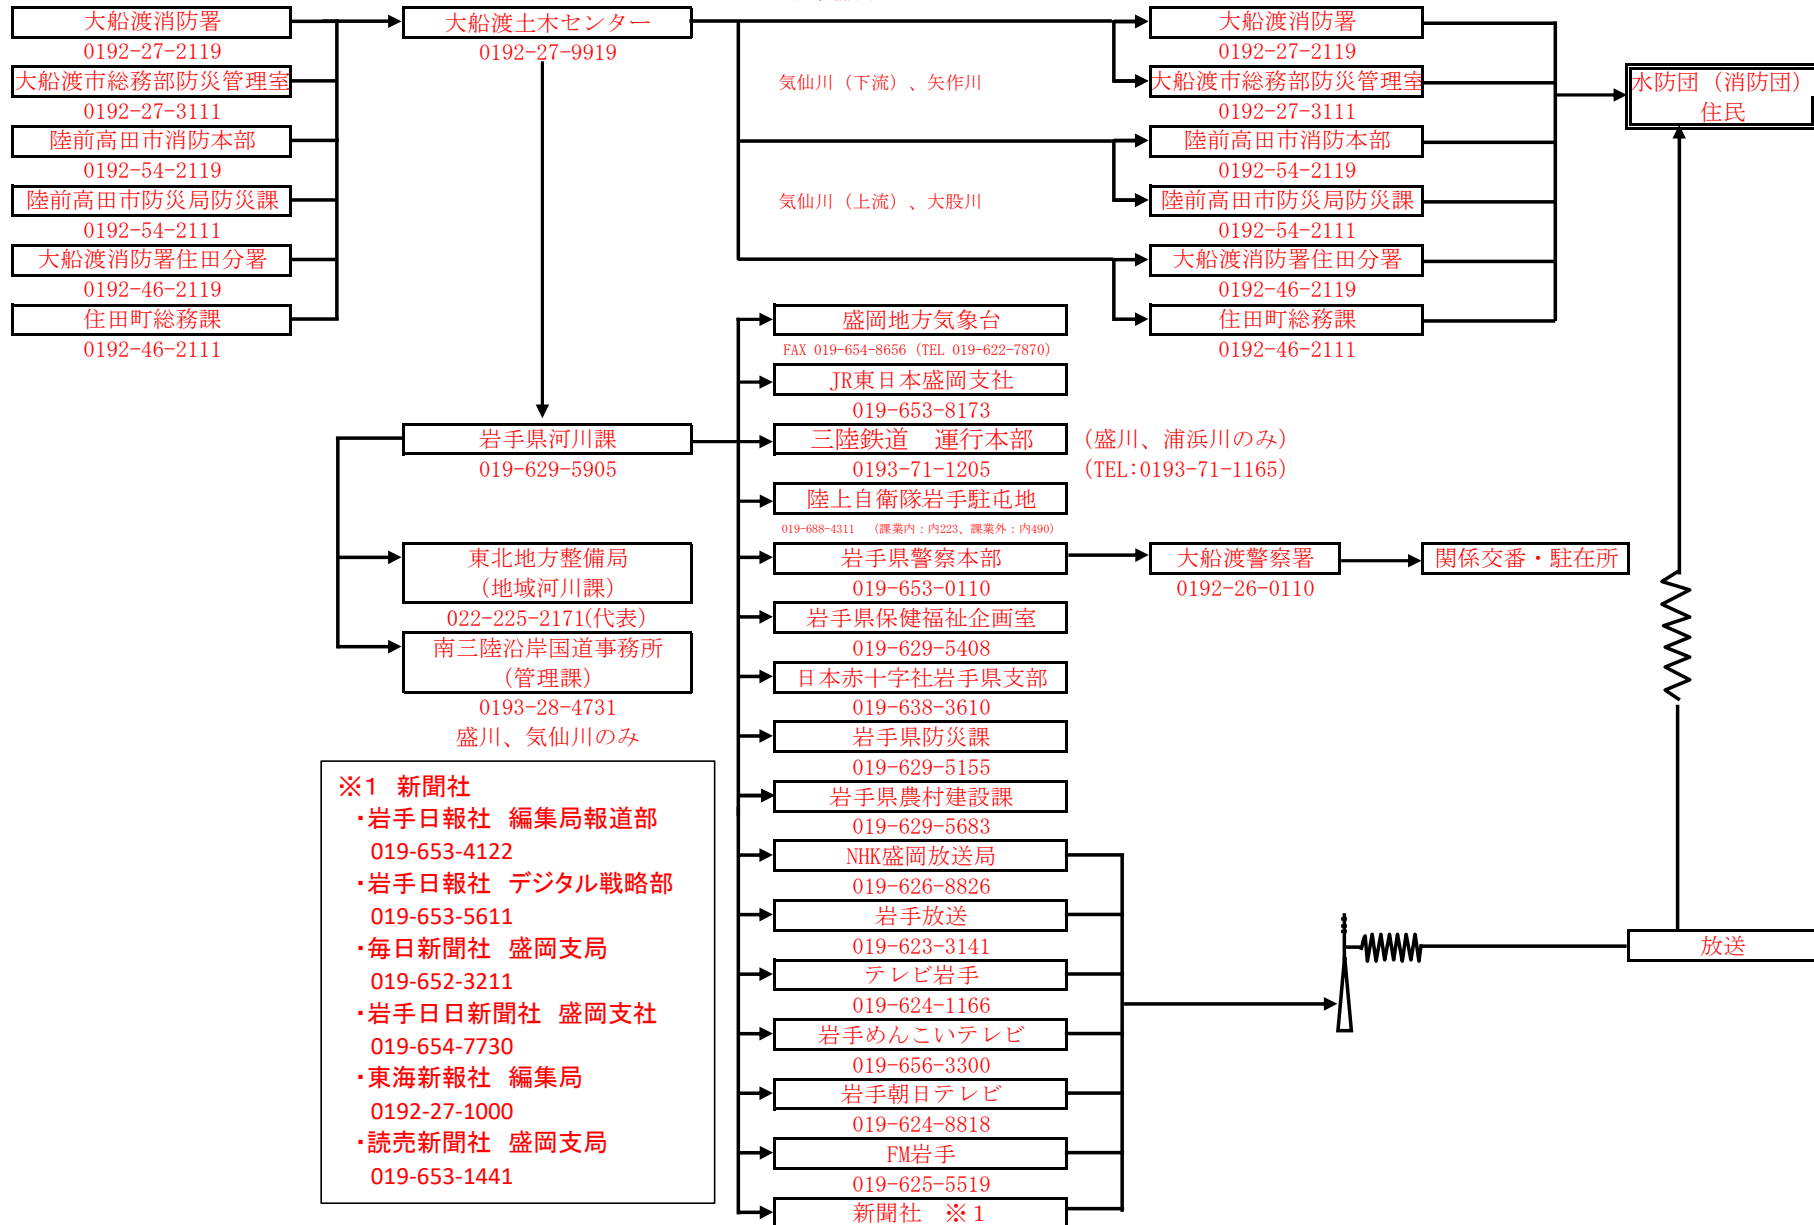 大船渡消防署
0192-27-2119
大船渡市総務部防災管理室
0192-27-3111
陸前高田市消防本部
0192-54-2119
陸前高田市防災局防災課
0192-54-2111
大船渡消防署住田分署
0192-46-2119
住田町総務課
0192-46-2111
大船渡土木センター
0192-27-9919
気仙川（下流）、矢作川
気仙川（上流）、大股川
大船渡消防署
0192-27-2119
大船渡市総務部防災管理室
0192-27-3111
陸前高田市消防本部
0192-54-2119
陸前高田市防災局防災課
0192-54-2111
大船渡消防署住田分署
0192-46-2119
住田町総務課
0192-46-2111
水防団（消防団）
住民
岩手県河川課
019-629-5905
東北地方整備局
（地域河川課）
022-225-2171(代表)
南三陸沿岸国道事務所
（管理課）
0193-28-4731
盛川、気仙川のみ
盛岡地方気象台
FAX 019-654-8656（TEL 019-622-7870）
JR東日本盛岡支社
019-653-8173
三陸鉄道　運行本部
0193-71-1205
（盛川、浦浜川のみ）
（TEL:0193-71-1165）
陸上自衛隊岩手駐屯地
019-688-4311　（課業内：内223、課業外：内490）
岩手県警察本部
019-653-0110
大船渡警察署
0192-26-0110
関係交番・駐在所
岩手県保健福祉企画室
019-629-5408
日本赤十字社岩手県支部
019-638-3610
岩手県防災課
019-629-5155
岩手県農村建設課
019-629-5683
NHK盛岡放送局
019-626-8826
岩手放送
019-623-3141
テレビ岩手
019-624-1166
岩手めんこいテレビ
019-656-3300
岩手朝日テレビ
019-624-8818
FM岩手
019-625-5519
新聞社　※１
放送
※１　新聞社
・岩手日報社　編集局報道部
019-653-4122
・岩手日報社　デジタル戦略部
019-653-5611
・毎日新聞社　盛岡支局
019-652-3211
・岩手日日新聞社　盛岡支社
019-654-7730
・東海新報社　編集局
0192-27-1000
・読売新聞社　盛岡支局
019-653-1441